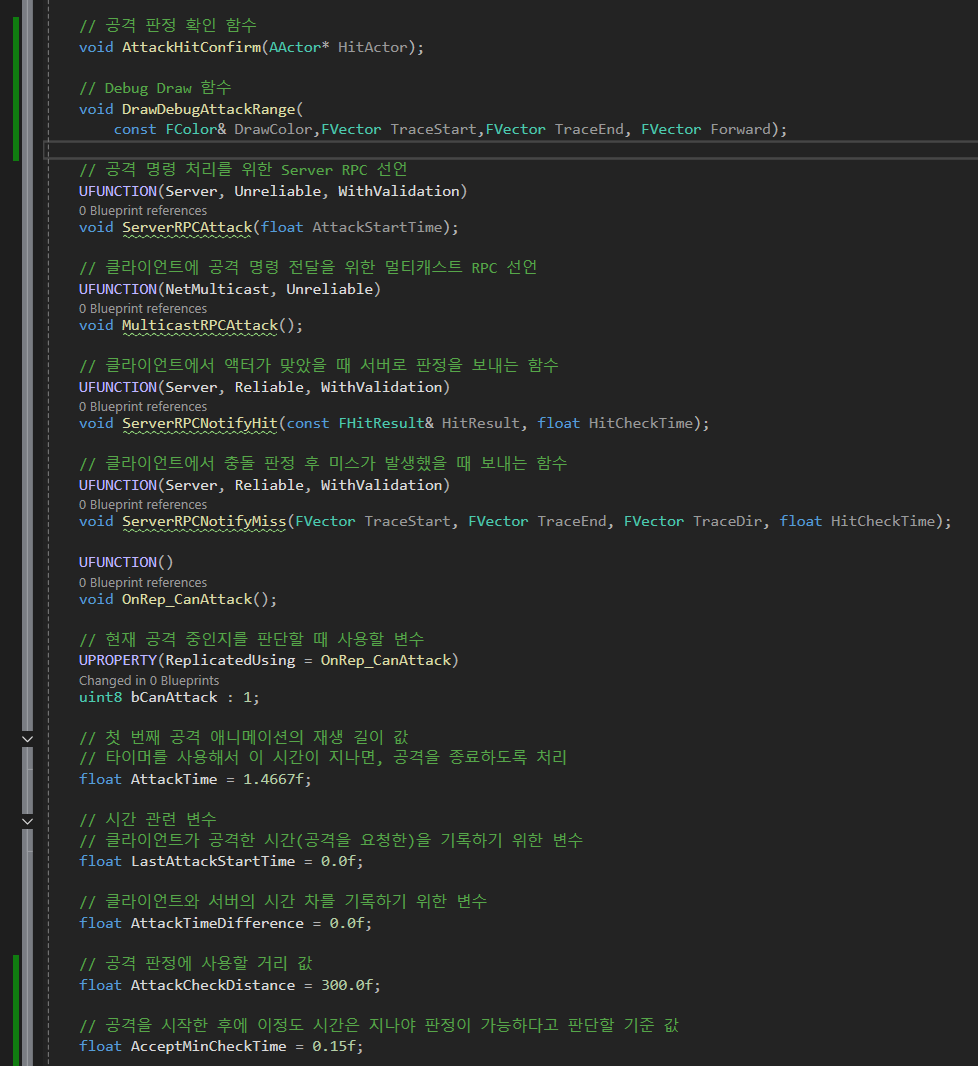 // 공격 판정 확인 함수
void AttackHitConfirm(AActor* HitActor);
// Debug Draw 함수
void DrawDebugAttackRange(
const FColor& DrawColor,FVector TraceStart,FVector TraceEnd, FVector Forward);
// 공격 명령 처리를 위한 Server RPC 선언
UFUNCTION(Server, Unreliable, WithValidation)
0 Blueprint references
void ServerRPCAttack(float AttackStartTime);
// 클라이언트에 공격 명령 전달을 위한 멀티캐스트 RPC 선언
UFUNCTION(NetMulticast, Unreliable)
0 Blueprint references
void MulticastRPCAttack();
// 클라이언트에서 액터가 맞았을 때 서버로 판정을 보내는 함수
UFUNCTION(Server, Reliable, WithValidation)
0 Blueprint references
void ServerRPCNotifyHit(const FHitResult& HitResult, float HitCheckTime);
// 클라이언트에서 충돌 판정 후 미스가 발생했을 때 보내는 함수
UFUNCTION(Server, Reliable, WithValidation)
0 Blueprint references
void ServerRPCNotifyMiss(FVector TraceStart, FVector TraceEnd, FVector TraceDir, float HitCheckTime);
UFUNCTION()
0 Blueprint references
void OnRep_CanAttack();
// 현재 공격 중인지를 판단할 때 사용할 변수
UPROPERTY(ReplicatedUsing = OnRep_CanAttack)
Changed in 0 Blueprints
uint8 bCanAttack : 1;
// 첫 번째 공격 애니메이션의 재생 길이 값
// 타이머를 사용해서 이 시간이 지나면, 공격을 종료하도록 처리
float AttackTime = 1.4667f;
// 시간 관련 변수
// 클라이언트가 공격한 시간(공격을 요청한)을 기록하기 위한 변수
float LastAttackStartTime = 0.0f;
// 클라이언트와 서버의 시간 차를 기록하기 위한 변수
float AttackTimeDifference = 0.0f;
// 공격 판정에 사용할 거리 값
float AttackCheckDistance = 300.0f;
// 공격을 시작한 후에 이정도 시간은 지나야 판정이 가능하다고 판단할 기준 값
float AcceptMinCheckTime = 0.15f;